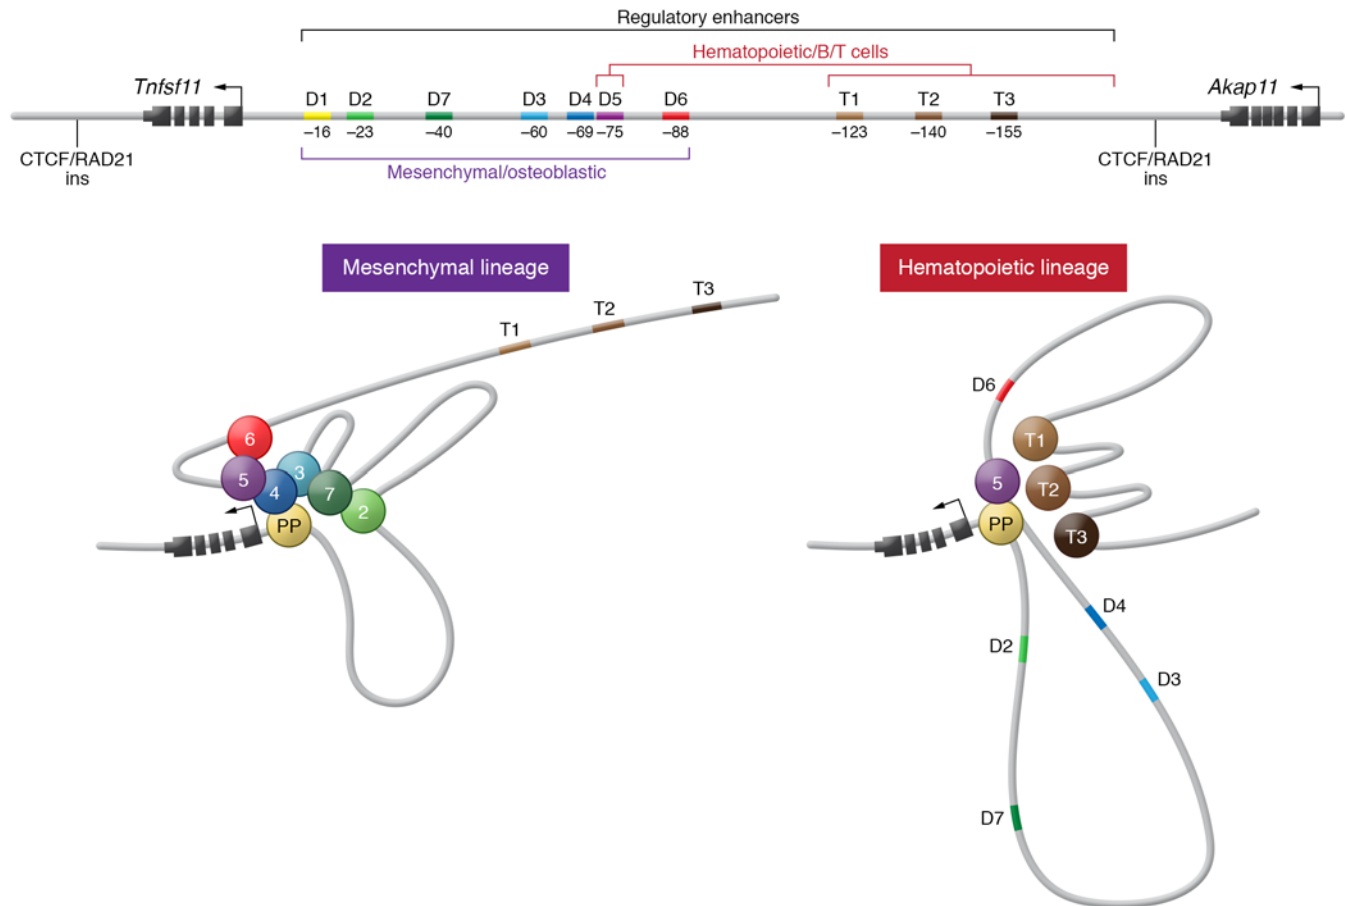 Regulatory enhancers
Hematopoietic/B/T cells
Tnfsf11
Akap11
D1 D2 D7 D3 D4 D5 D6 T1 T2 T3
–16 –23 –40 –60 –69 –75 –88 –123 –140 –155
CTCF/RAD21
ins
Mesenchymal/osteoblastic
CTCF/RAD21
ins
Mesenchymal lineage
T1
T2
T3
6
5
4
3
7
2
PP
Hematopoietic lineage
D6
T1
5
T2
PP
T3
D4
D2
D3
D7